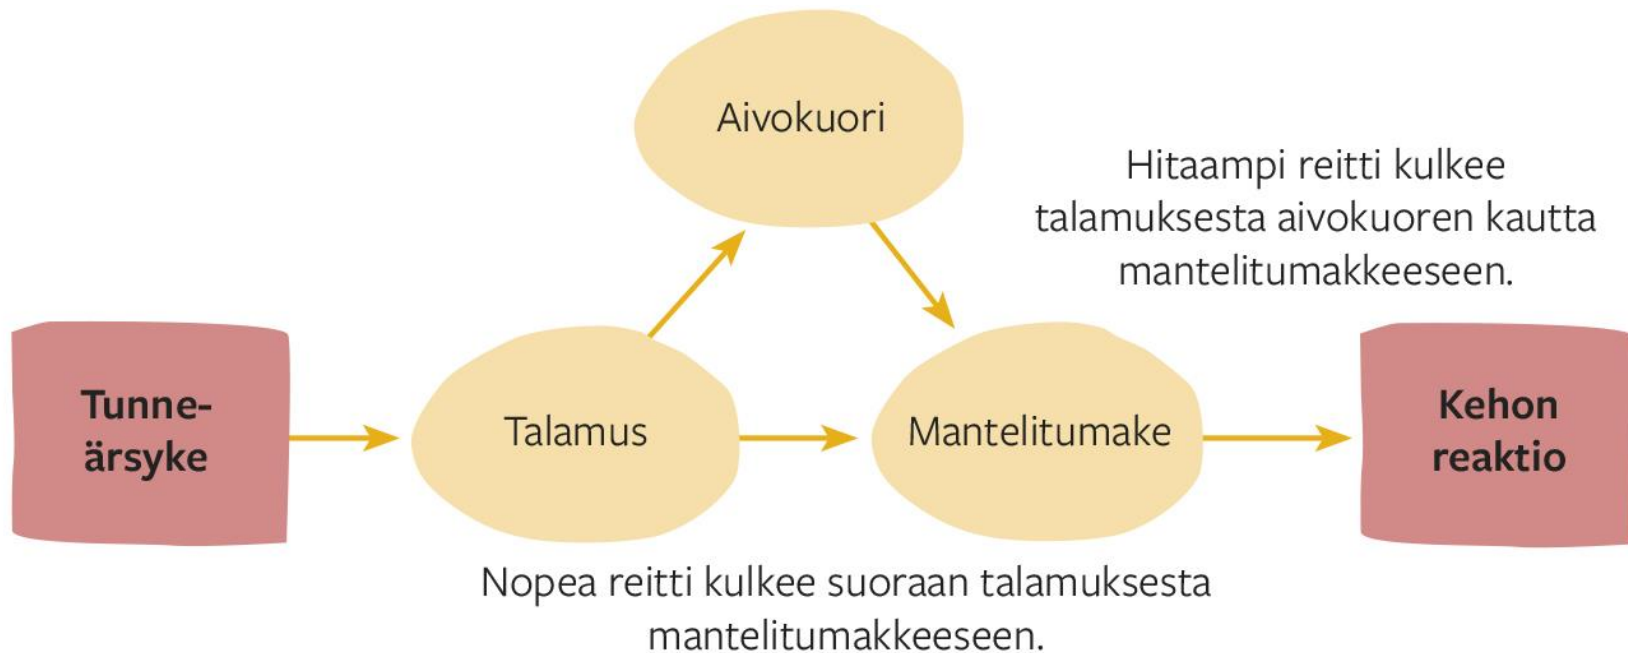 Aivokuori
Hitaampi reitti kulkee
talamuksesta aivokuoren kautta
mantelitumakkeeseen.
Tunne-
ärsyke
Talamus
Mantelitumake
Kehon
reaktio
Nopea reitti kulkee suoraan talamuksesta
mantelitumakkeeseen.